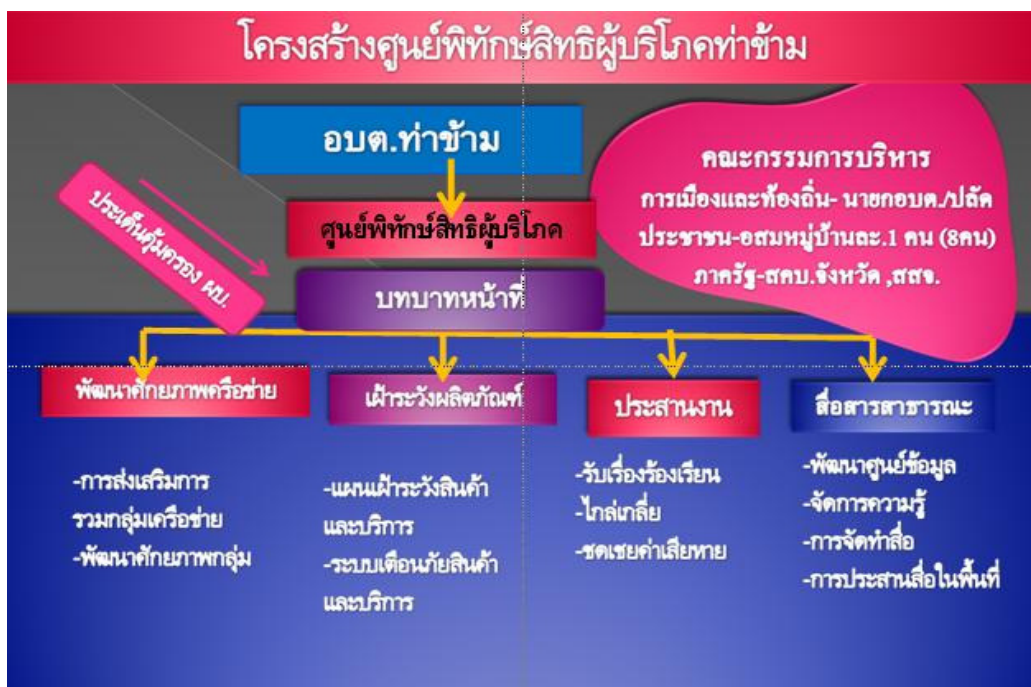 โครงสร้างศูนย์พิทักษ์สิทธิผู้บริโภคท่าข้าม
อบต.ท่าข้าม
ประเด็นคุ้มครอง ผบ.
ศูนย์พิทักษ์สิทธิผู้บริโภค
บทบาทหน้าที่
คณะกรรมการบริหาร
การเมืองและท้องถิ่น- นายกอบต./ปลัด
ประชาชน-อสมหมู่บ้านละ.1 คน (8คน)
ภาครัฐ-สคบ.จังหวัด ,สสจ.
พัฒนาศักยภาพเครือข่าย
-การส่งเสริมการ
รวมกลุ่มเครือข่าย
-พัฒนาศักยภาพกลุ่ม
เฝ้าระวังผลิตภัณฑ์
-แผนเฝ้าระวังสินค้า
และบริการ
-ระบบเตือนภัยสินค้า
และบริการ
ประสานงาน
-รับเรื่องร้องเรียน
-ไกล่เกลี่ย
-ชดเชยค่าเสียหาย
สื่อสารสาธารณะ
-พัฒนาศูนย์ข้อมูล
-จัดการความรู้
-การจัดทำสื่อ
-การประสานสื่อในพื้นที่